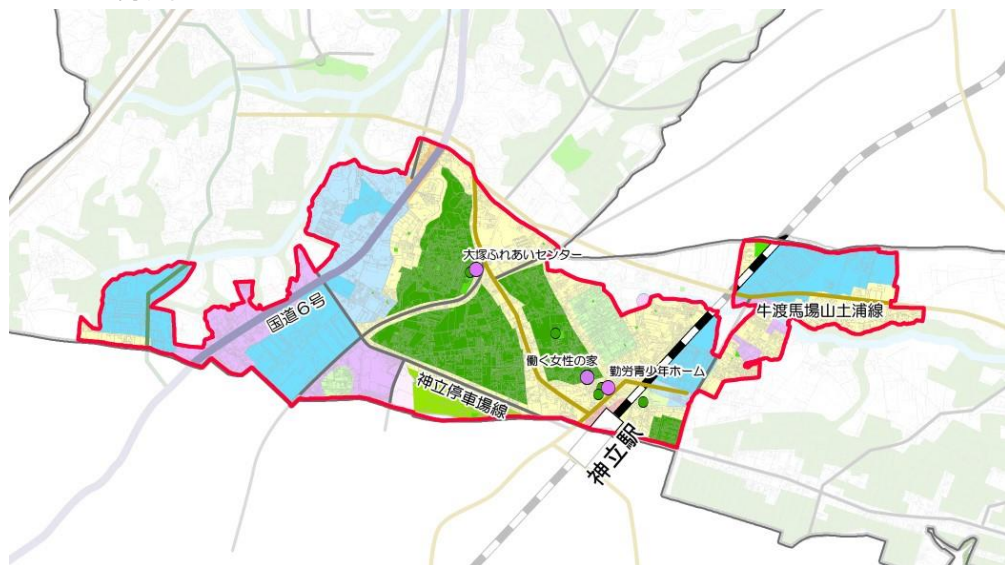 大塚ふれあいセンター
国道6号
牛渡馬場山土浦線
働く女性の家
勤労青少年ホーム
神立停車場線
神立駅